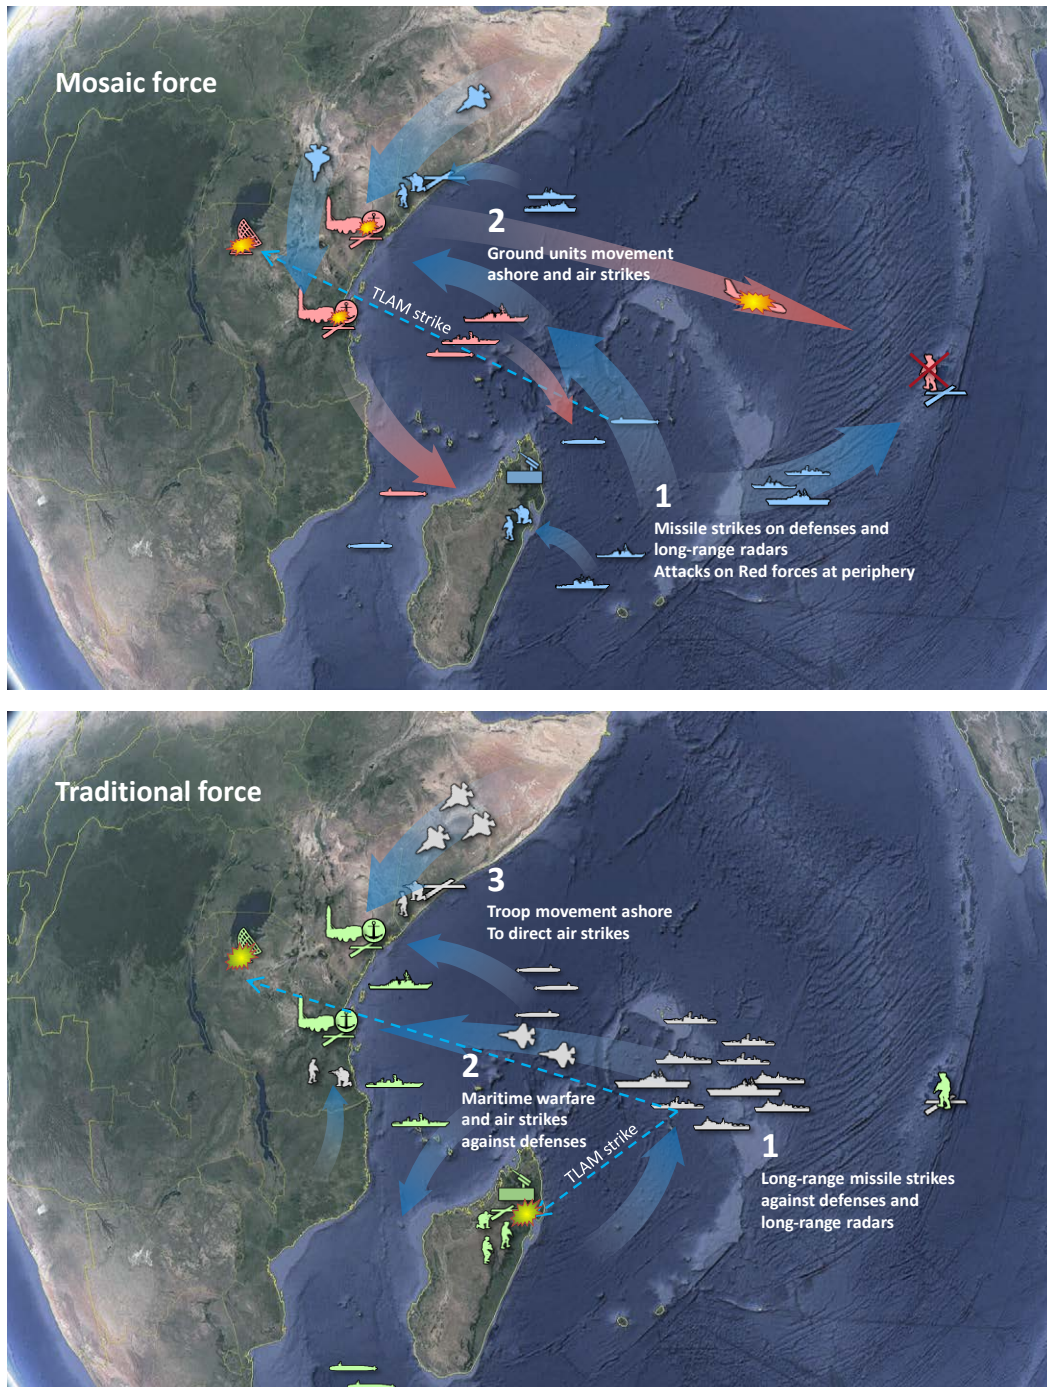 Mosaic force
2
Ground units movement
ashore and air strikes
TLAM strike
1
Missile strikes on defenses and
long-range radars
Attacks on Red forces at periphery
Traditional force
3
Troop movement ashore
To direct air strikes
2
Maritime warfare
and air strikes
against defenses
TLAM strike
1
Long-range missile strikes
against defenses and
long-range radars